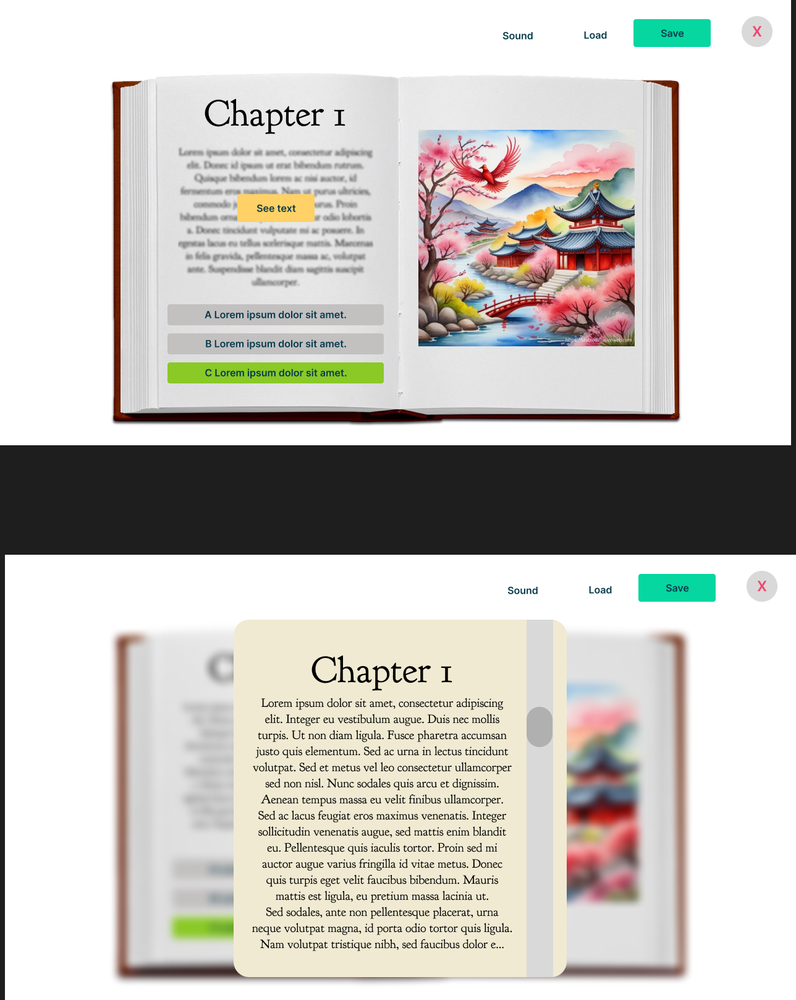 Sound
Load
Save
X
Chapter 1
Lorem ipsum dolor sit amet, consectetur adipiscing
elit. Donec id ipsum ut erat bibendum rutrum.
Quisque bibendum lorem ac nisi auctor, id
fermentum eros maximus. Nam ut purus ultricies,
commodo
See text
Proin
bibendum odio lobortis
a. Donec tincidunt vulputate mi ac posuere. In
egestas lacus eu tellus scelerisque mattis. Maecenas
in felis gravida, pellentesque massa ac, volutpat
ante. Suspendisse blandit diam sagittis suscipit
ullamcorper.
A Lorem ipsum dolor sit amet.
B Lorem ipsum dolor sit amet.
C Lorem ipsum dolor sit amet.
https://stablediffusionweb.com
Sound
Load
Save
X
Chapter 1
Lorem ipsum dolor sit amet, consectetur adipiscing
elit. Integer eu vestibulum augue. Duis nec mollis
turpis. Ut non diam ligula. Fusce pharetra accumsan
justo quis elementum. Sed ac urna in lectus tincidunt
volutpat. Sed et metus vel leo consectetur ullamcorper
sed non nisl. Nunc sodales quis arcu et dignissim.
Aenean tempus massa eu velit finibus ullamcorper.
Sed ac lacus feugiat eros maximus venenatis. Integer
sollicitudin venenatis augue, sed mattis enim blandit
eu. Pellentesque quis iaculis tortor. Proin sed mi
auctor augue varius fringilla id vitae metus. Donec
quis turpis eget velit faucibus bibendum. Mauris
mattis est ligula, eu pretium massa lacinia ut.
Sed sodales, ante non pellentesque placerat, urna
neque volutpat magna, id porta odio tortor quis ligula.
Nam volutpat tristique nibh, sed faucibus dolor e...